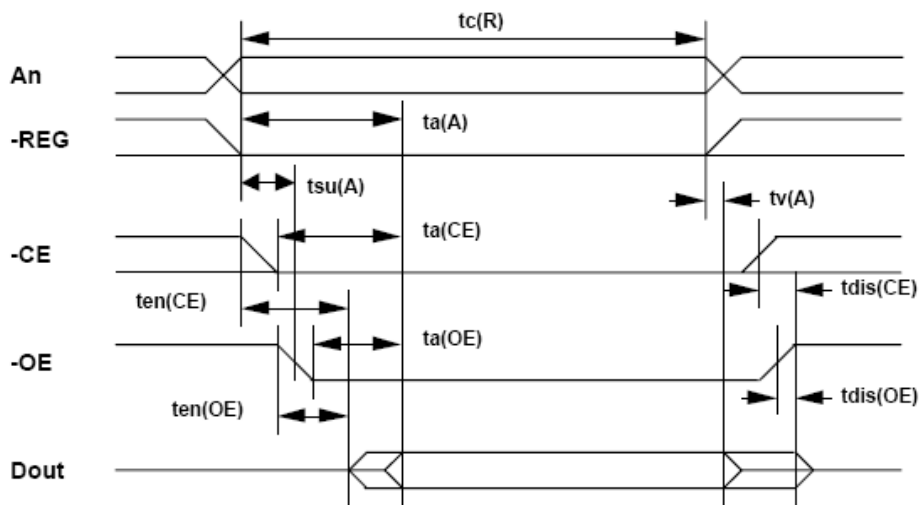 tc(R)
An
ta(A)
-REG
tsu(A)
tv(A)
ta(CE)
-CE
ten(CE)
tdis(CE)
ta(OE)
-OE
ten(OE)
tdis(OE)
Dout